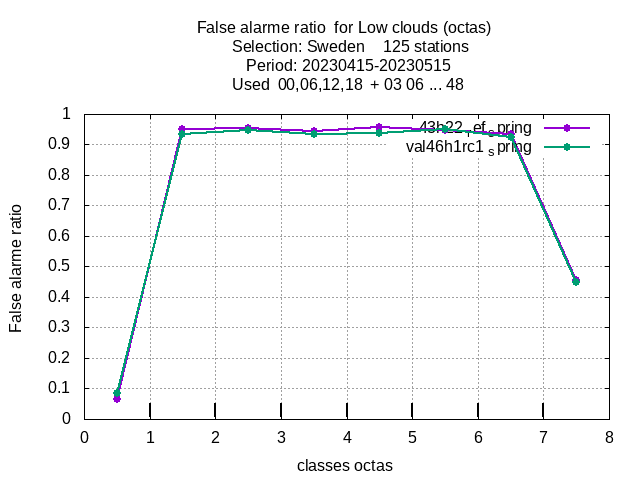 False alarme ratio for Low clouds (octas)
Selection: Sweden 125 stations
Period: 20230415-20230515
Used 00,06,12,18 + 03 06 ... 48
43h22_ref_spring
val46h1rc1_spring
False alarme ratio
1
0.9
0.8
0.7
0.6
0.5
0.4
0.3
0.2
0.1
0
0 1 2 3 4 5 6 7 8
classes octas